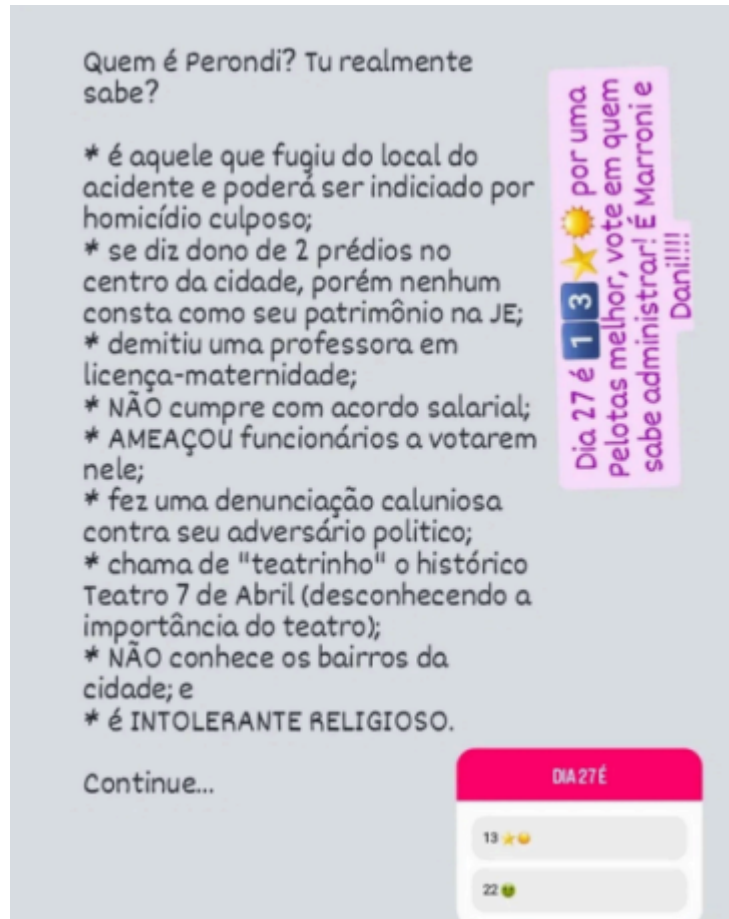 Quem é Perondi? Tu realmente
sabe?
* é aquele que fugiu do local do
acidente e poderá ser indiciado por
homicídio culposo;
* se diz dono de 2 prédios no
centro da cidade, porém nenhum
consta como seu patrimônio na JE;
* demitiu uma professora em
licença-maternidade;
* NÃO cumpre com acordo salarial;
* AMEAÇOU funcionários a votarem
nele;
* fez uma denunciação caluniosa
contra seu adversário politico;
* chama de "teatrinho" o histórico
Teatro 7 de Abril (desconhecendo a
importância do teatro);
* NÃO conhece os bairros da
cidade; e
* é INTOLERANTE RELIGIOSO.
Continue...
Dia 27 é 1️⃣3️⃣⭐☀️ por uma
Pelotas melhor, vote em quem
sabe administrar! É Marroni e
Dani!!!!
DIA 27 É
13 ⭐☀️
22 🤢